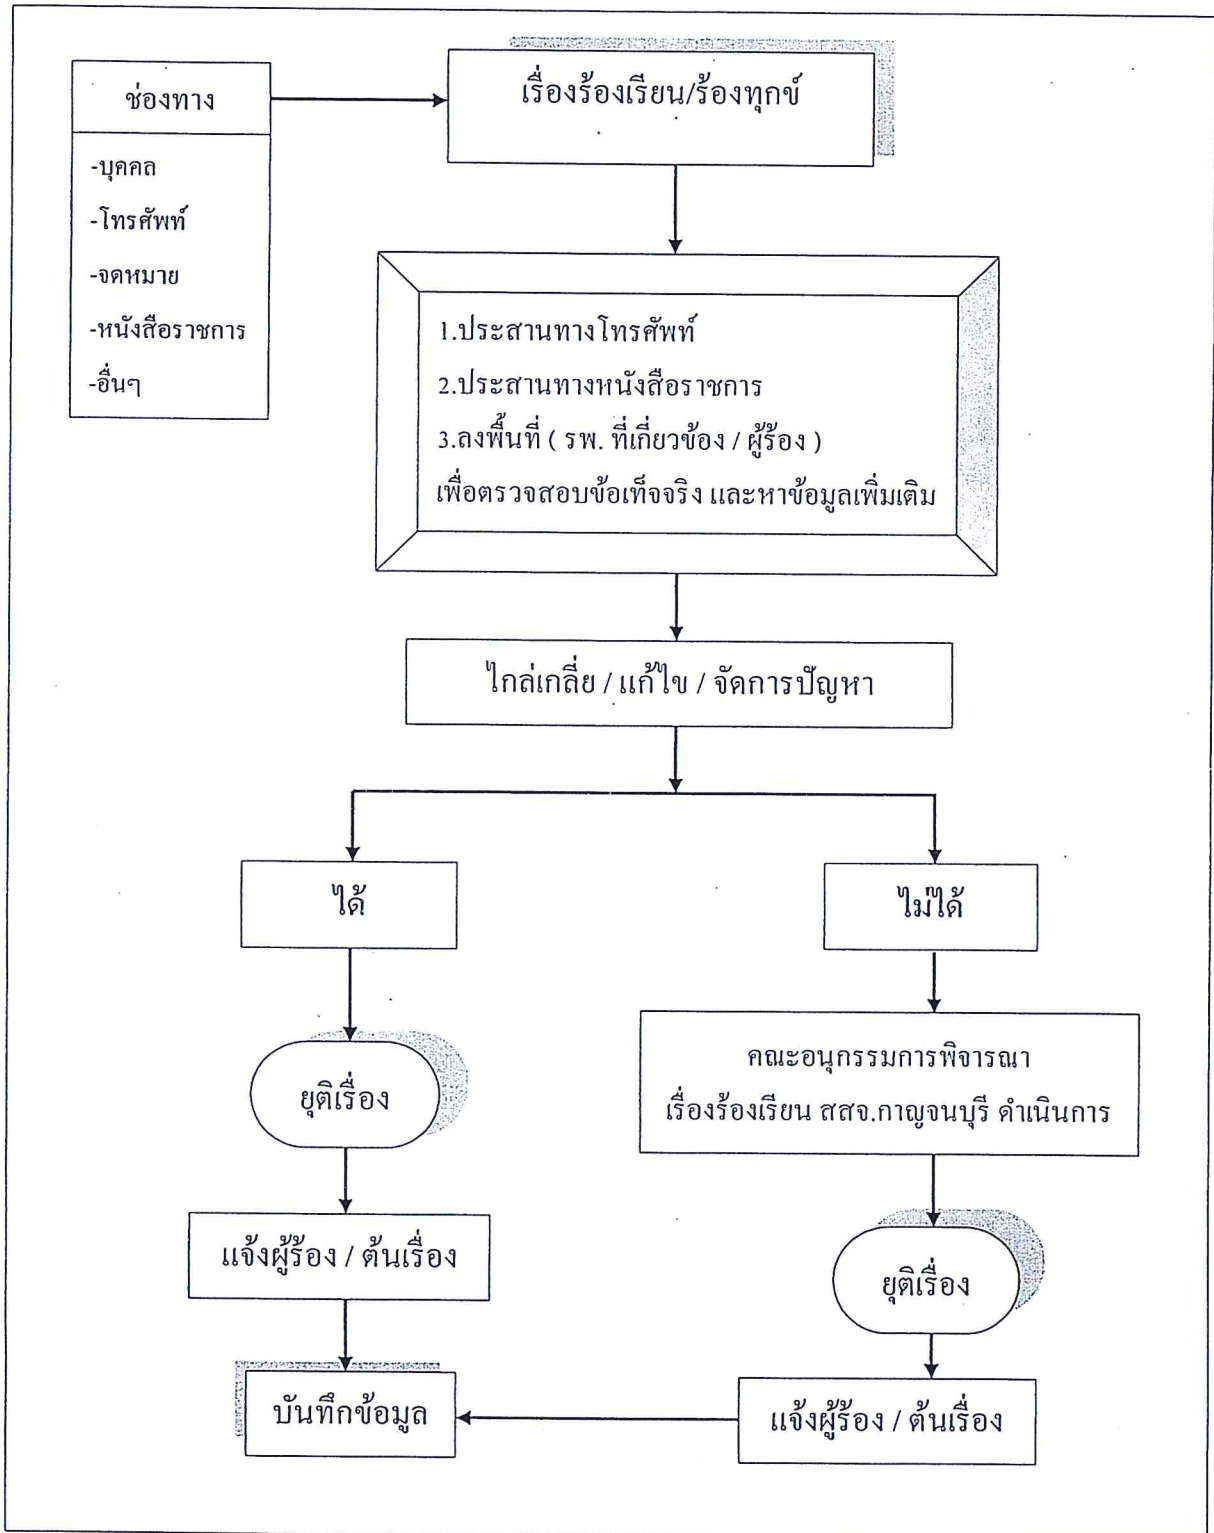 ช่องทาง
-บุคคล
-โทรศัพท์
-จดหมาย
-หนังสือราชการ
-อื่นๆ
เรื่องร้องเรียน/ร้องทุกข์
1.ประสานทางโทรศัพท์
2.ประสานทางหนังสือราชการ
3.ลงพื้นที่ ( รพ. ที่เกี่ยวข้อง / ผู้ร้อง )
เพื่อตรวจสอบข้อเท็จจริง และหาข้อมูลเพิ่มเติม
ไกล่เกลี่ย / แก้ไข / จัดการปัญหา
ได้
ยุติเรื่อง
แจ้งผู้ร้อง / ต้นเรื่อง
บันทึกข้อมูล
ไม่ได้
คณะอนุกรรมการพิจารณา
เรื่องร้องเรียน สสจ.กาญจนบุรี ดำเนินการ
ยุติเรื่อง
แจ้งผู้ร้อง / ต้นเรื่อง